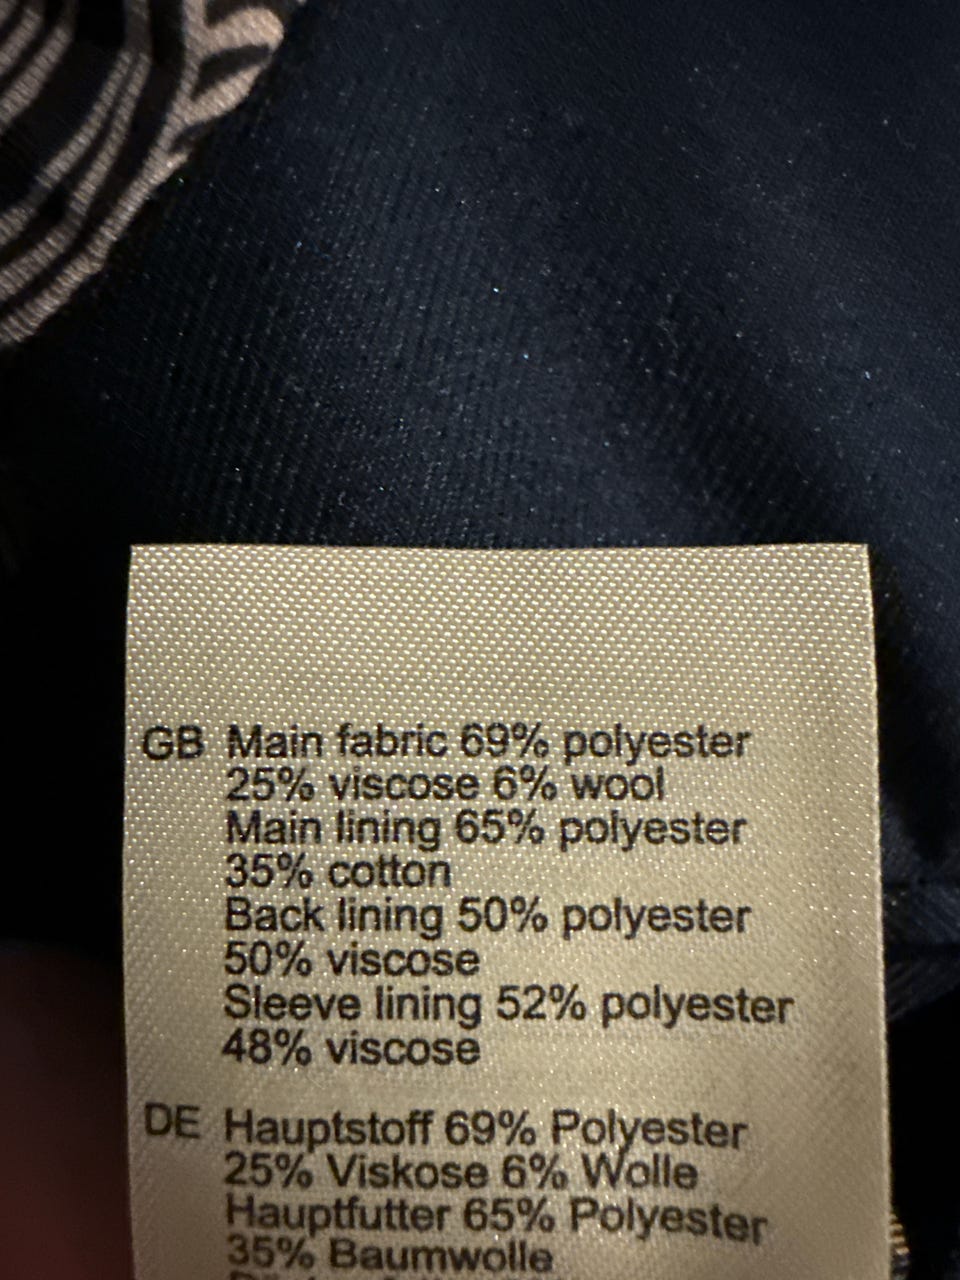 GB Main fabric 69% polyester
25% viscose 6% wool
Main lining 65% polyester
35% cotton
Back lining 50% polyester
50% viscose
Sleeve lining 52% polyester
48% viscose
DE Hauptstoff 69% Polyester
25% Viskose 6% Wolle
Hauptfutter 65% Polyester
35% Baumwolle